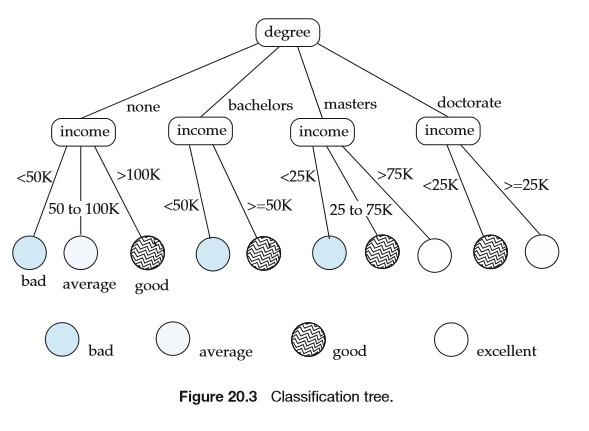 degree
none
bachelors
masters
doctorate
income
income
income
income
<50K
50 to 100K
>100K
<50K
>=50K
<25K
25 to 75K
>75K
<25K
>=25K
bad
average
good
bad
average
good
excellent
Figure 20.3 Classification tree.